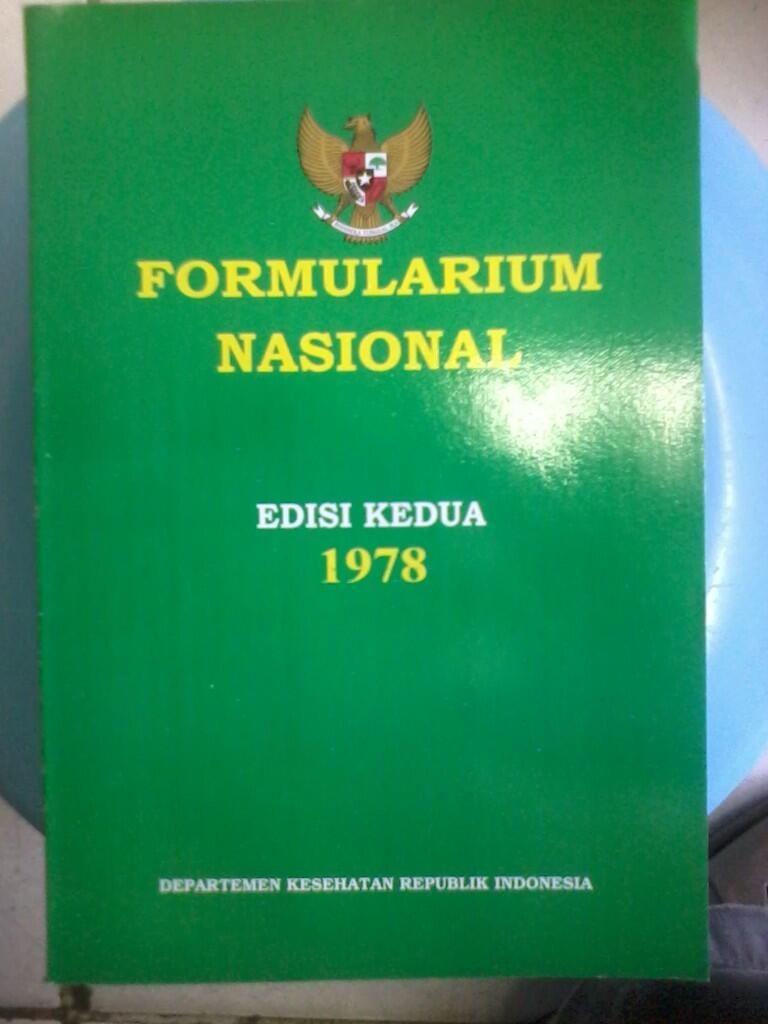 FORMULARIUM
NASIONAL
EDISI KEDUA
1978
DEPARTEMEN KESEHATAN REPUBLIK INDONESIA